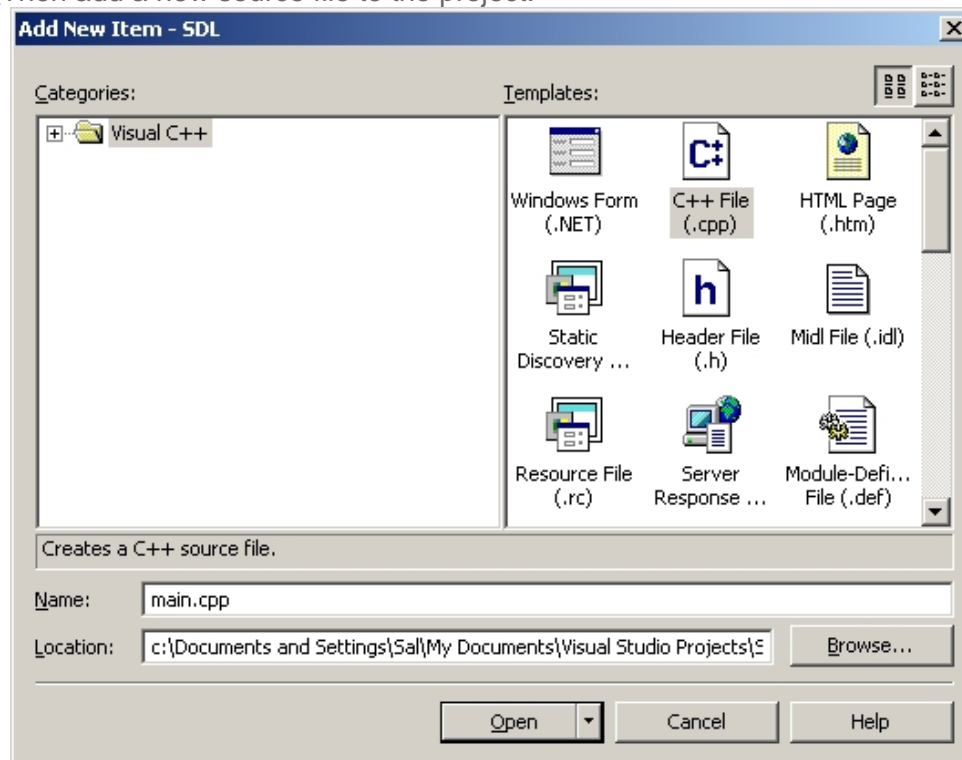 Then add a new source file to the project.
Add New Item - SDL
Categories:
Templates:
Visual C++
Windows Form
(.NET)
C++ File
(.cpp)
HTML Page
(.htm)
Static
Discovery ...
Header File
(.h)
Midl File (.idl)
Resource File
(.rc)
Server
Response ...
Module-Defi...
File (.def)
Creates a C++ source file.
Name:
main.cpp
Location:
c:\Documents and Settings\Sal\My Documents\Visual Studio Projects\S
Browse...
Open
Cancel
Help